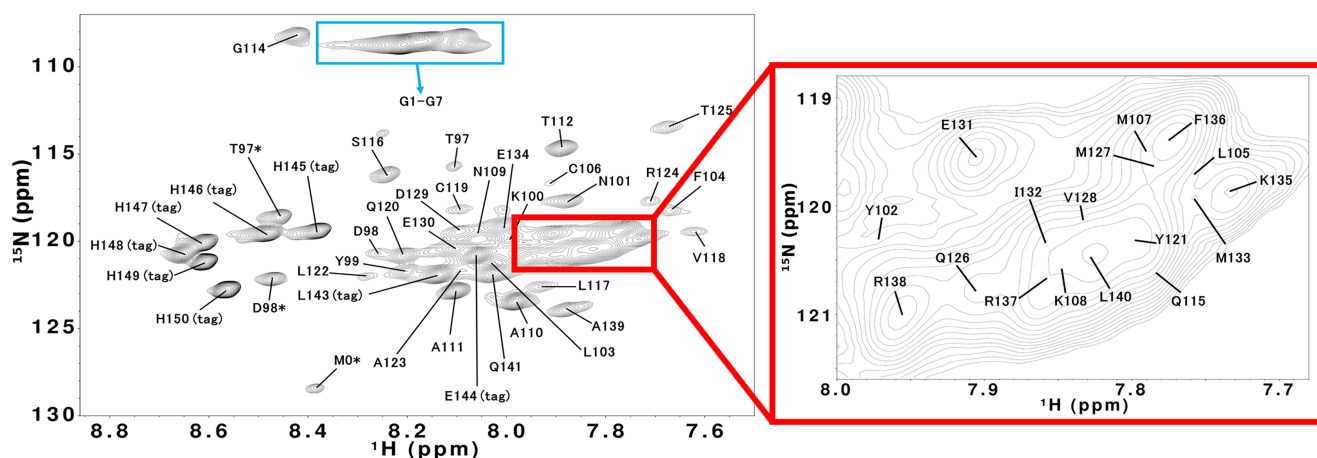 G114
G1–G7
110
T125
T112
T97
S116
E134
N109
T97*
H145(tag)
C106
N101
R124
F104
115
C119
K100
D129
H146(tag)
Q120
E130
H147(tag)
D98
H148(tag)
Y99
H149(tag)
L122
L143(tag)
V118
120
H150(tag)
D98*
L117
A139
A110
A111
L103
A123
Q141
E144(tag)
M0*
125
130
15N (ppm)
8.8 8.6 8.4 8.2 8.0 7.8 7.6
1H (ppm)
119
M107
F136
E131
M127
L105
K135
I132
V128
Y102
120
Y121
M133
Q126
R138
R137
K108
L140
Q115
121
15N (ppm)
8.0 7.9 7.8 7.7
1H (ppm)